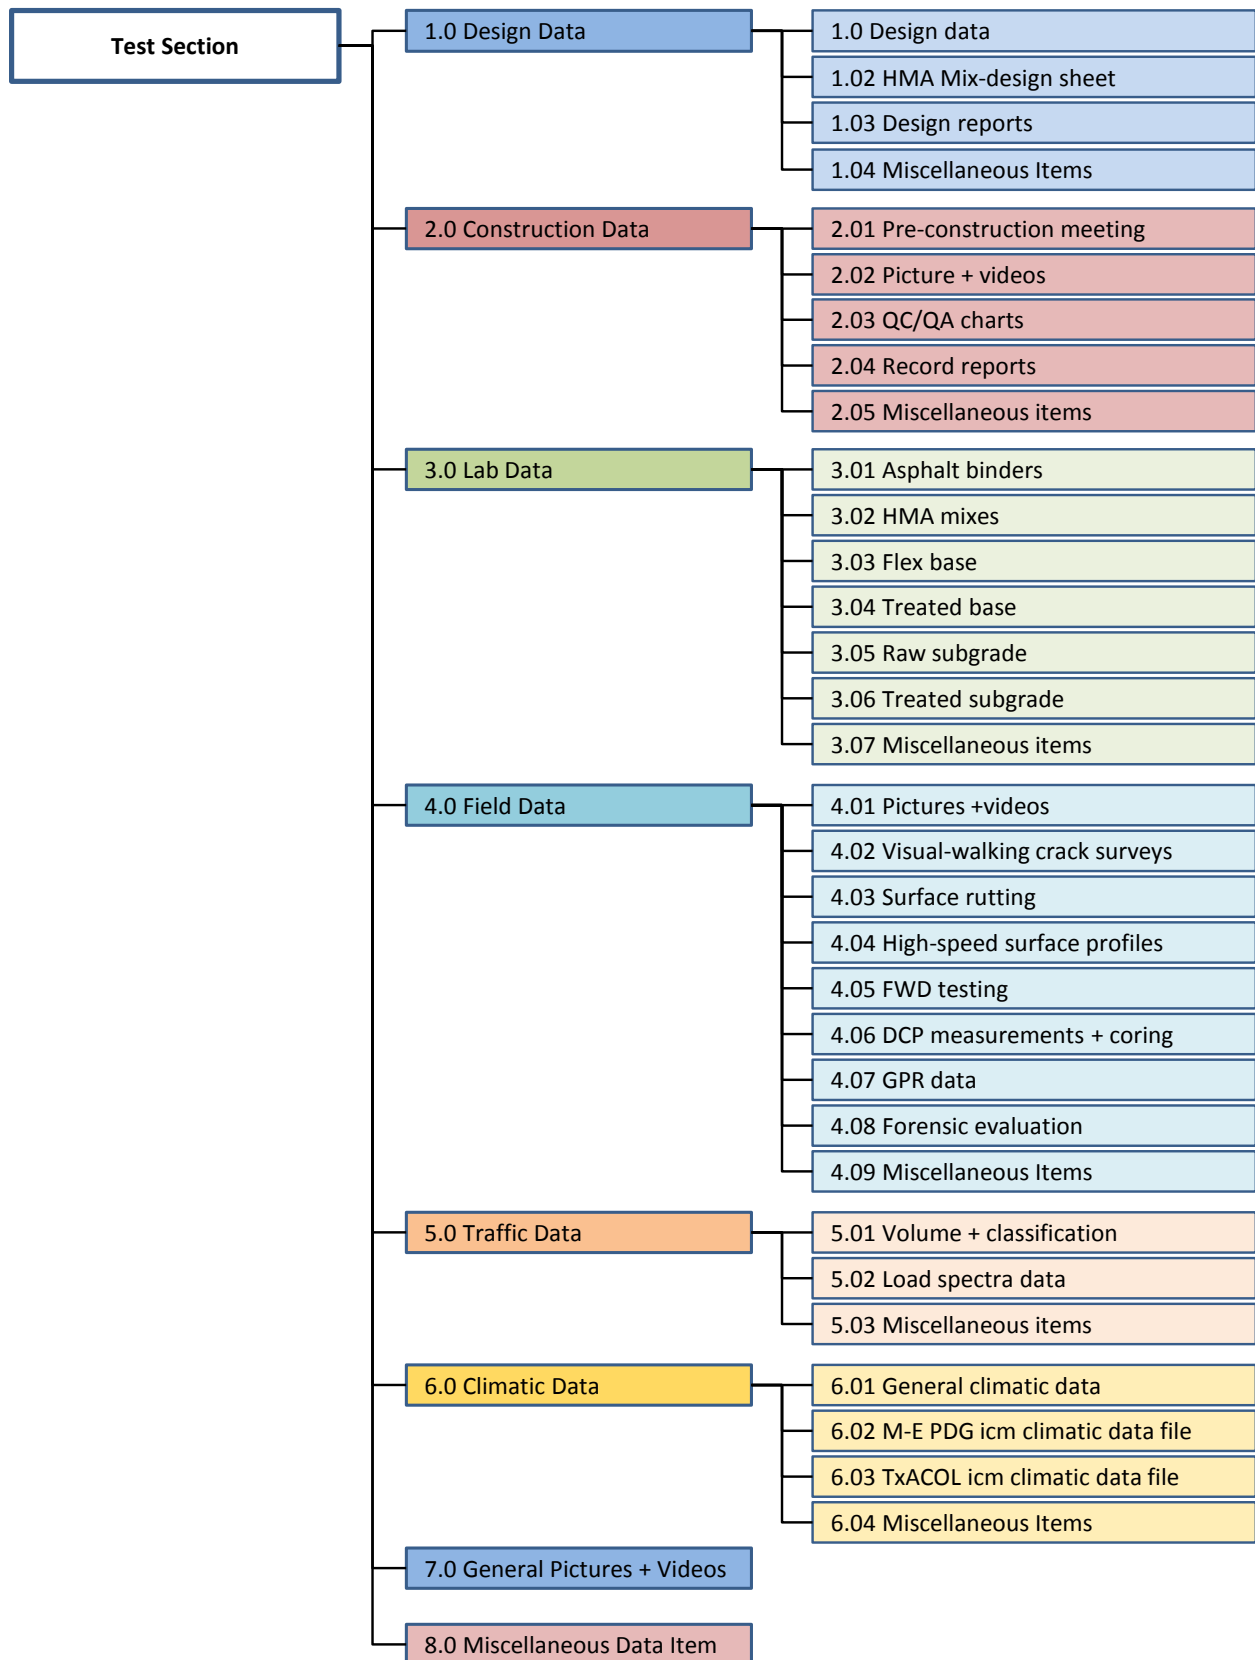 Test Section
1.0 Design Data
1.0 Design data
1.02 HMA Mix-design sheet
1.03 Design reports
1.04 Miscellaneous Items
2.0 Construction Data
2.01 Pre-construction meeting
2.02 Picture + videos
2.03 QC/QA charts
2.04 Record reports
2.05 Miscellaneous items
3.0 Lab Data
3.01 Asphalt binders
3.02 HMA mixes
3.03 Flex base
3.04 Treated base
3.05 Raw subgrade
3.06 Treated subgrade
3.07 Miscellaneous items
4.0 Field Data
4.01 Pictures +videos
4.02 Visual-walking crack surveys
4.03 Surface rutting
4.04 High-speed surface profiles
4.05 FWD testing
4.06 DCP measurements + coring
4.07 GPR data
4.08 Forensic evaluation
4.09 Miscellaneous Items
5.0 Traffic Data
5.01 Volume + classification
5.02 Load spectra data
5.03 Miscellaneous items
6.0 Climatic Data
6.01 General climatic data
6.02 M-E PDG icm climatic data file
6.03 TxACOL icm climatic data file
6.04 Miscellaneous Items
7.0 General Pictures + Videos
8.0 Miscellaneous Data Item